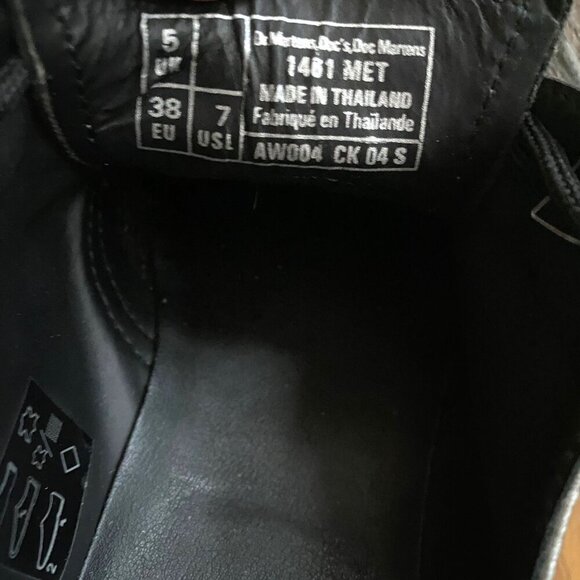 5
UK
38
EU
7
USL
Dr. Martens, Doc's, Doc Martens
1461 MET
MADE IN THAILAND
Fabriqué en Thaïlande
AW004 CK 04 S
2